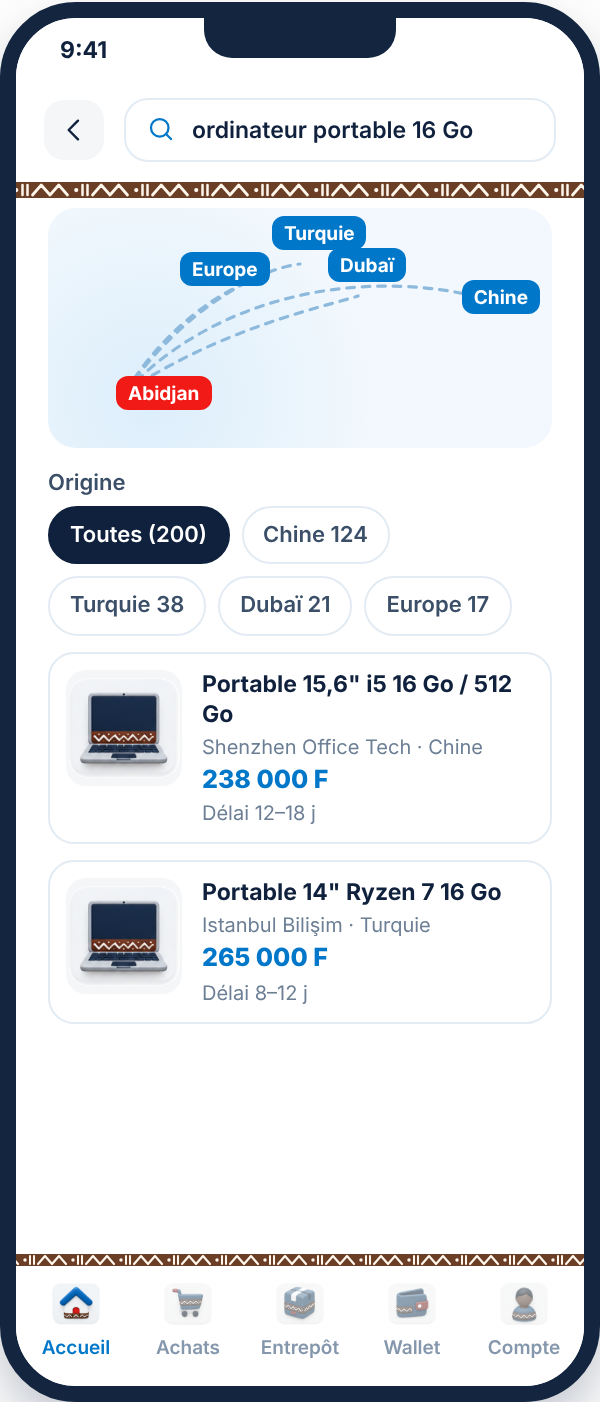 9:41
ordinateur portable 16 Go
Turquie
Europe
Dubaï
Chine
Abidjan
Origine
Toutes (200)
Chine 124
Turquie 38
Dubaï 21
Europe 17
Portable 15,6" i5 16 Go / 512
Go
Shenzhen Office Tech · Chine
238 000 F
Délai 12–18 j
Portable 14" Ryzen 7 16 Go
Istanbul Bilişim · Turquie
265 000 F
Délai 8–12 j
Accueil
Achats
Entrepôt
Wallet
Compte